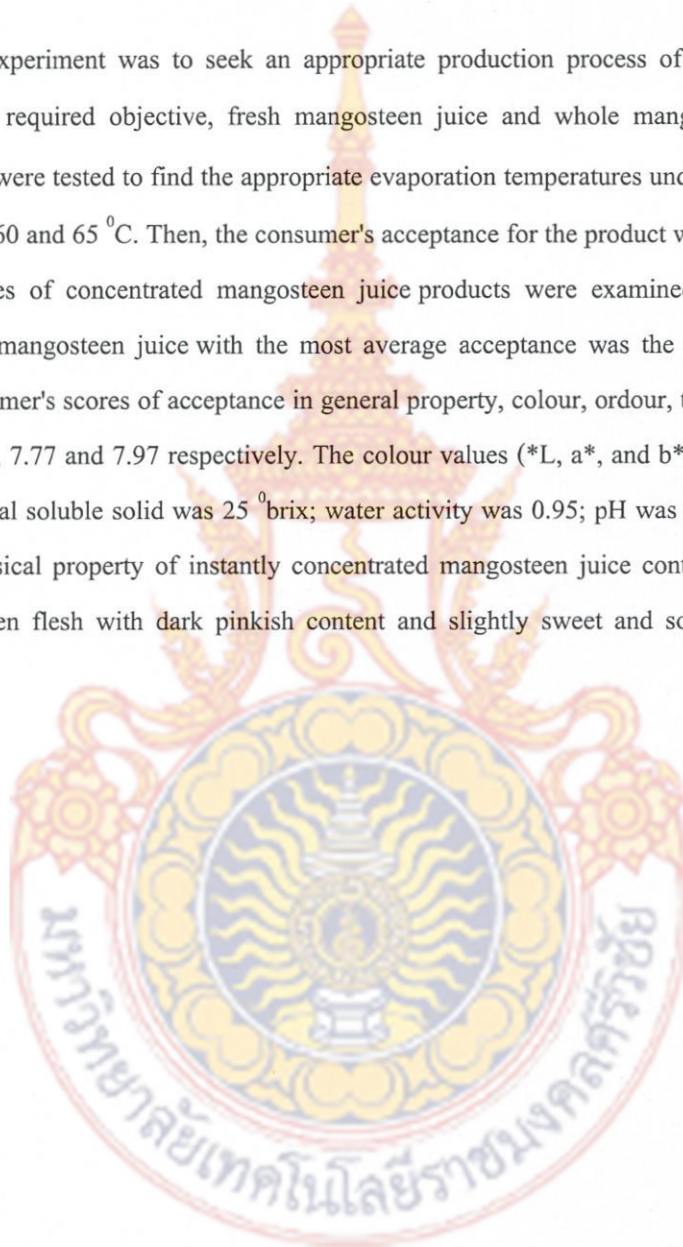 xperiment was to seek an appropriate production process of
required objective, fresh mangosteen juice and whole mang
were tested to find the appropriate evaporation temperatures und
60 and 65 ⁰C. Then, the consumer's acceptance for the product v
es of concentrated mangosteen juice products were examine
mangosteen juice with the most average acceptance was the
mer's scores of acceptance in general property, colour, ordour, t
, 7.77 and 7.97 respectively. The colour values (*L, a*, and b*
al soluble solid was 25 ⁰brix; water activity was 0.95; pH was
sical property of instantly concentrated mangosteen juice cont
en flesh with dark pinkish content and slightly sweet and so
มหาวิทยาลัยเทคโนโลยีราชมงคลศรีวิชัย